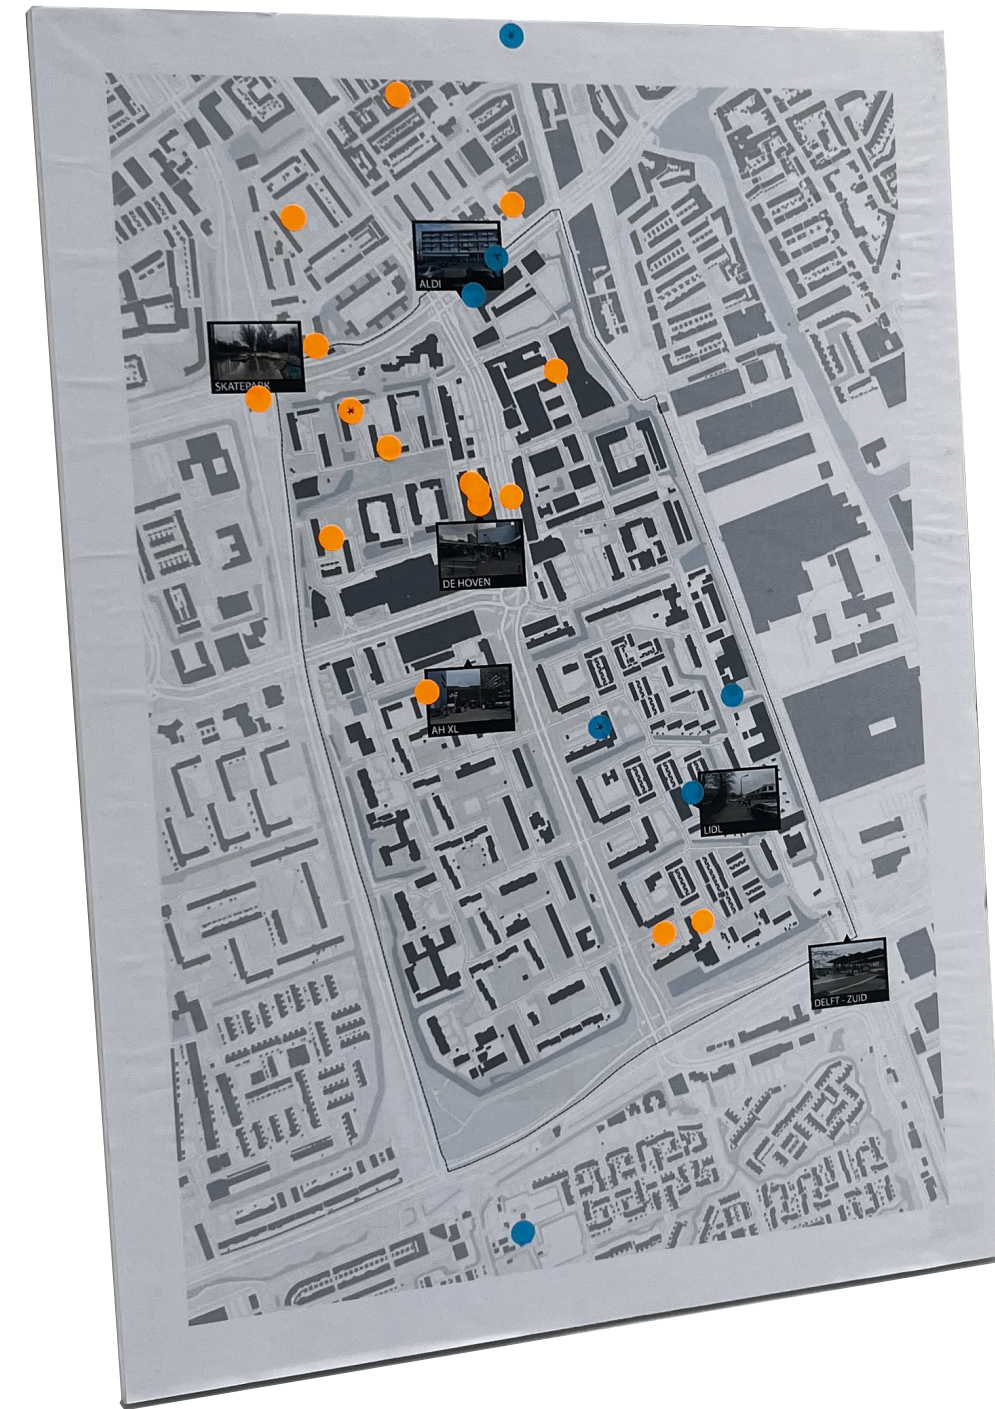 ALDI
SKATEPARK
DE HOVEN
AH XL
LIDL
DELFT - ZUID